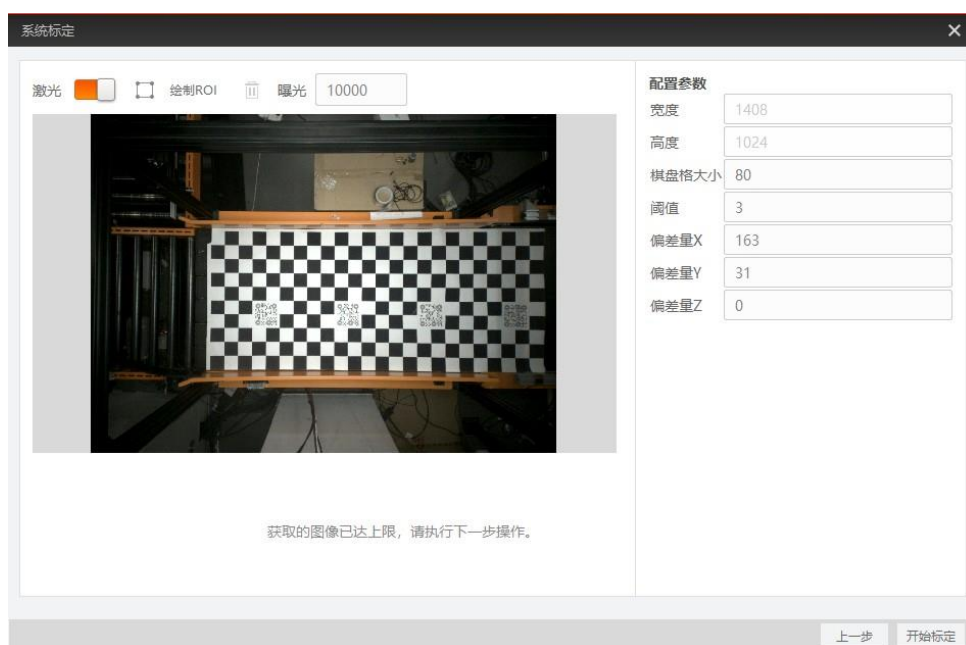 系统标定
激光 绘制ROI 曝光 10000
配置参数
宽度 1408
高度 1024
棋盘格大小 80
阈值 3
偏差量X 163
偏差量Y 31
偏差量Z 0
获取的图像已达上限，请执行下一步操作。
上一步 开始标定